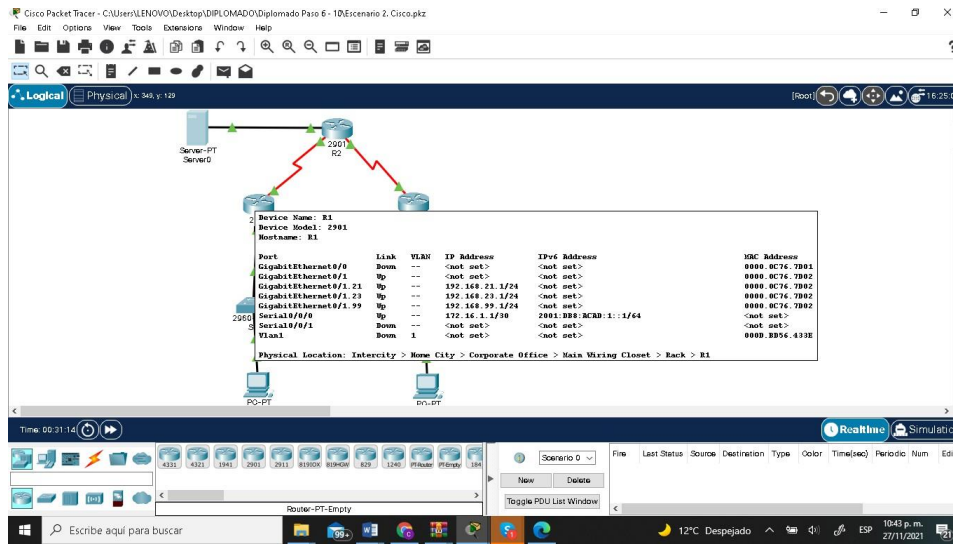 Cisco Packet Tracer - C:\Users\LENOVO\Desktop\DIPLOMADO\Diplomado Paso 6 - 10\Escenario 2. Cisco.pkz
File Edit Options View Tools Extensions Window Help
Logical Physical x: 349, y: 129 [Root] 16:25:0
Server-PT
Server0
2901
R2
Device Name: R1
Device Model: 2901
Hostname: R1
Port Link VLAN IP Address IPv6 Address MAC Address
GigabitEthernet0/0 Down -- <not set> <not set> 0000.0C76.7D01
GigabitEthernet0/1 Up -- <not set> <not set> 0000.0C76.7D02
GigabitEthernet0/1.21 Up -- 192.168.21.1/24 <not set> 0000.0C76.7D02
GigabitEthernet0/1.23 Up -- 192.168.23.1/24 <not set> 0000.0C76.7D02
GigabitEthernet0/1.99 Up -- 192.168.99.1/24 <not set> 0000.0C76.7D02
Serial0/0/0 Up -- 172.16.1.1/30 2001:DB8:ACAD:1::1/64 <not set>
Serial0/0/1 Down -- <not set> <not set> <not set>
Vlan1 Down 1 <not set> <not set> 000D.BD56.433E
Physical Location: Intercity > Home City > Corporate Office > Main Wiring Closet > Rack > R1
2960
PC-PT
PC-PT
Time: 00:31:14 Realtime Simulatic
4331 4321 1941 2901 2911 819IOX 819HGW 829 1240 PT-Router PT-Empty 184
Router-PT-Empty
Scenario 0
New Delete
Toggle PDU List Window
Fire Last Status Source Destination Type Color Time(sec) Periodic Num Edi
Escribe aquí para buscar
99+
12°C Despejado
ESP
10:43 p. m.
27/11/2021
21